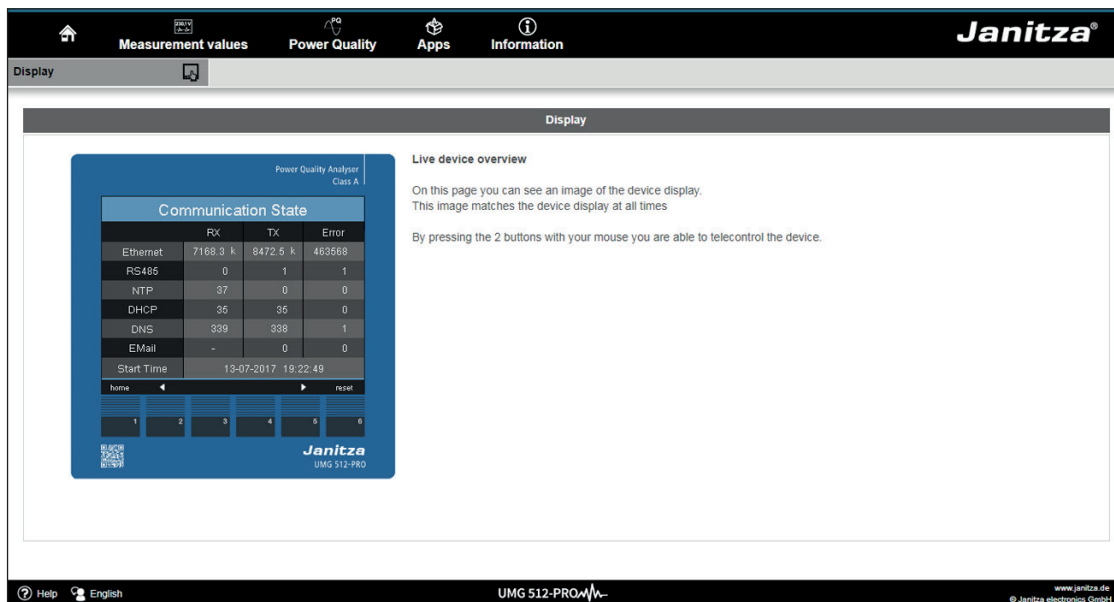 230,1 V
PQ
Measurement values Power Quality Apps Information
Janitza®
Display
Display
Power Quality Analyser
Class A
Communication State
RX TX Error
Ethernet 7168.3 k 8472.5 k 463568
RS485 0 1 1
NTP 37 0 0
DHCP 35 35 0
DNS 339 338 1
EMail - 0 0
Start Time 13-07-2017 19:22:49
home reset
1 2 3 4 5 6
Janitza
UMG 512-PRO
Live device overview
On this page you can see an image of the device display.
This image matches the device display at all times
By pressing the 2 buttons with your mouse you are able to telecontrol the device.
Help English
UMG 512-PRO
www.janitza.de
© Janitza electronics GmbH